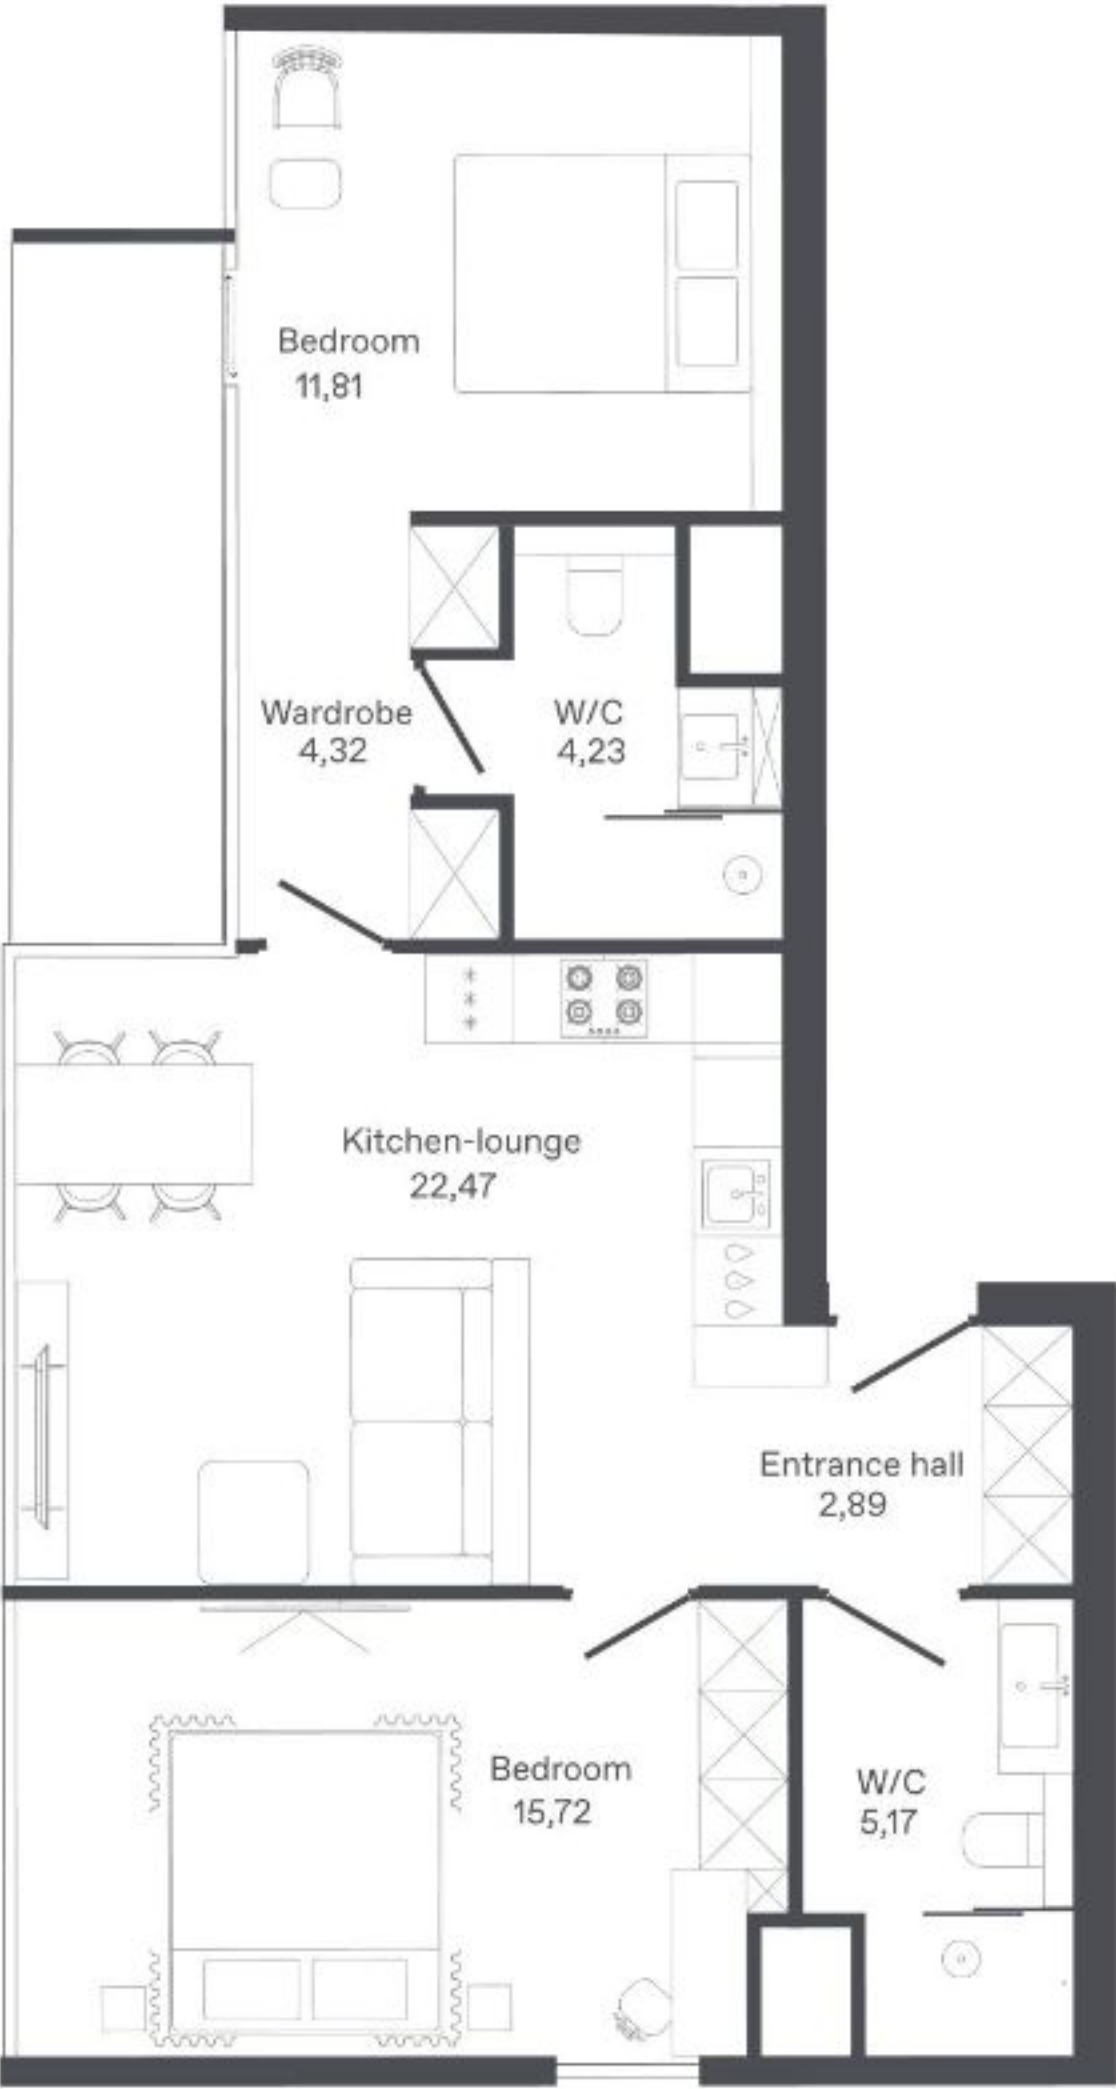 Bedroom
11,81
Wardrobe
4,32
W/C
4,23
Kitchen-lounge
22,47
Entrance hall
2,89
Bedroom
15,72
W/C
5,17